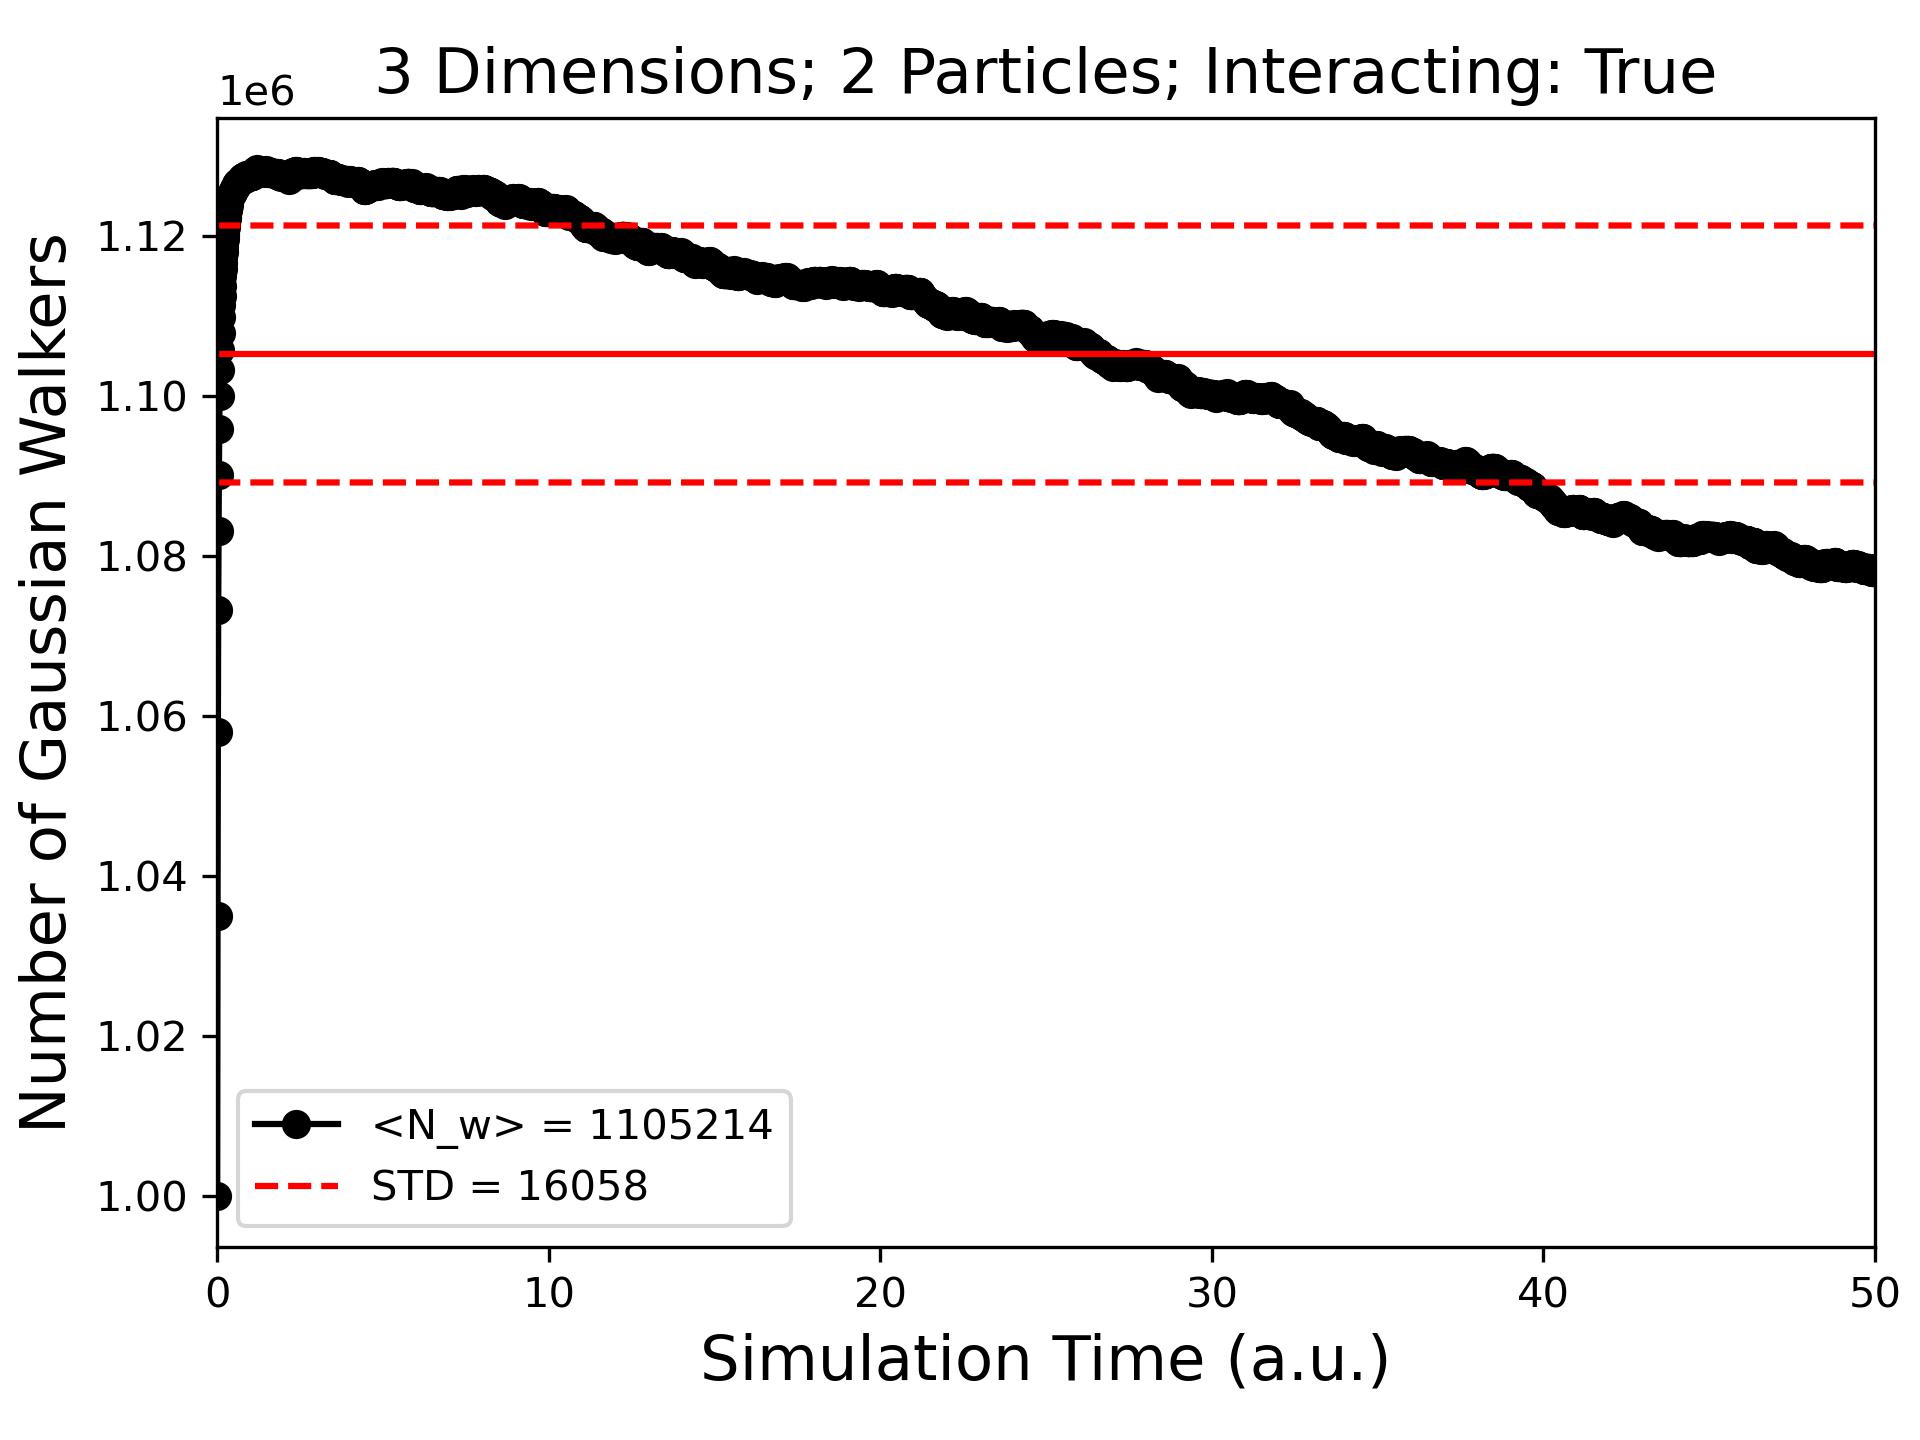 3 Dimensions; 2 Particles; Interacting: True
1e6
Number of Gaussian Walkers
1.12
1.10
1.08
1.06
1.04
1.02
1.00
<N_w> = 1105214
STD = 16058
0 10 20 30 40 50
Simulation Time (a.u.)